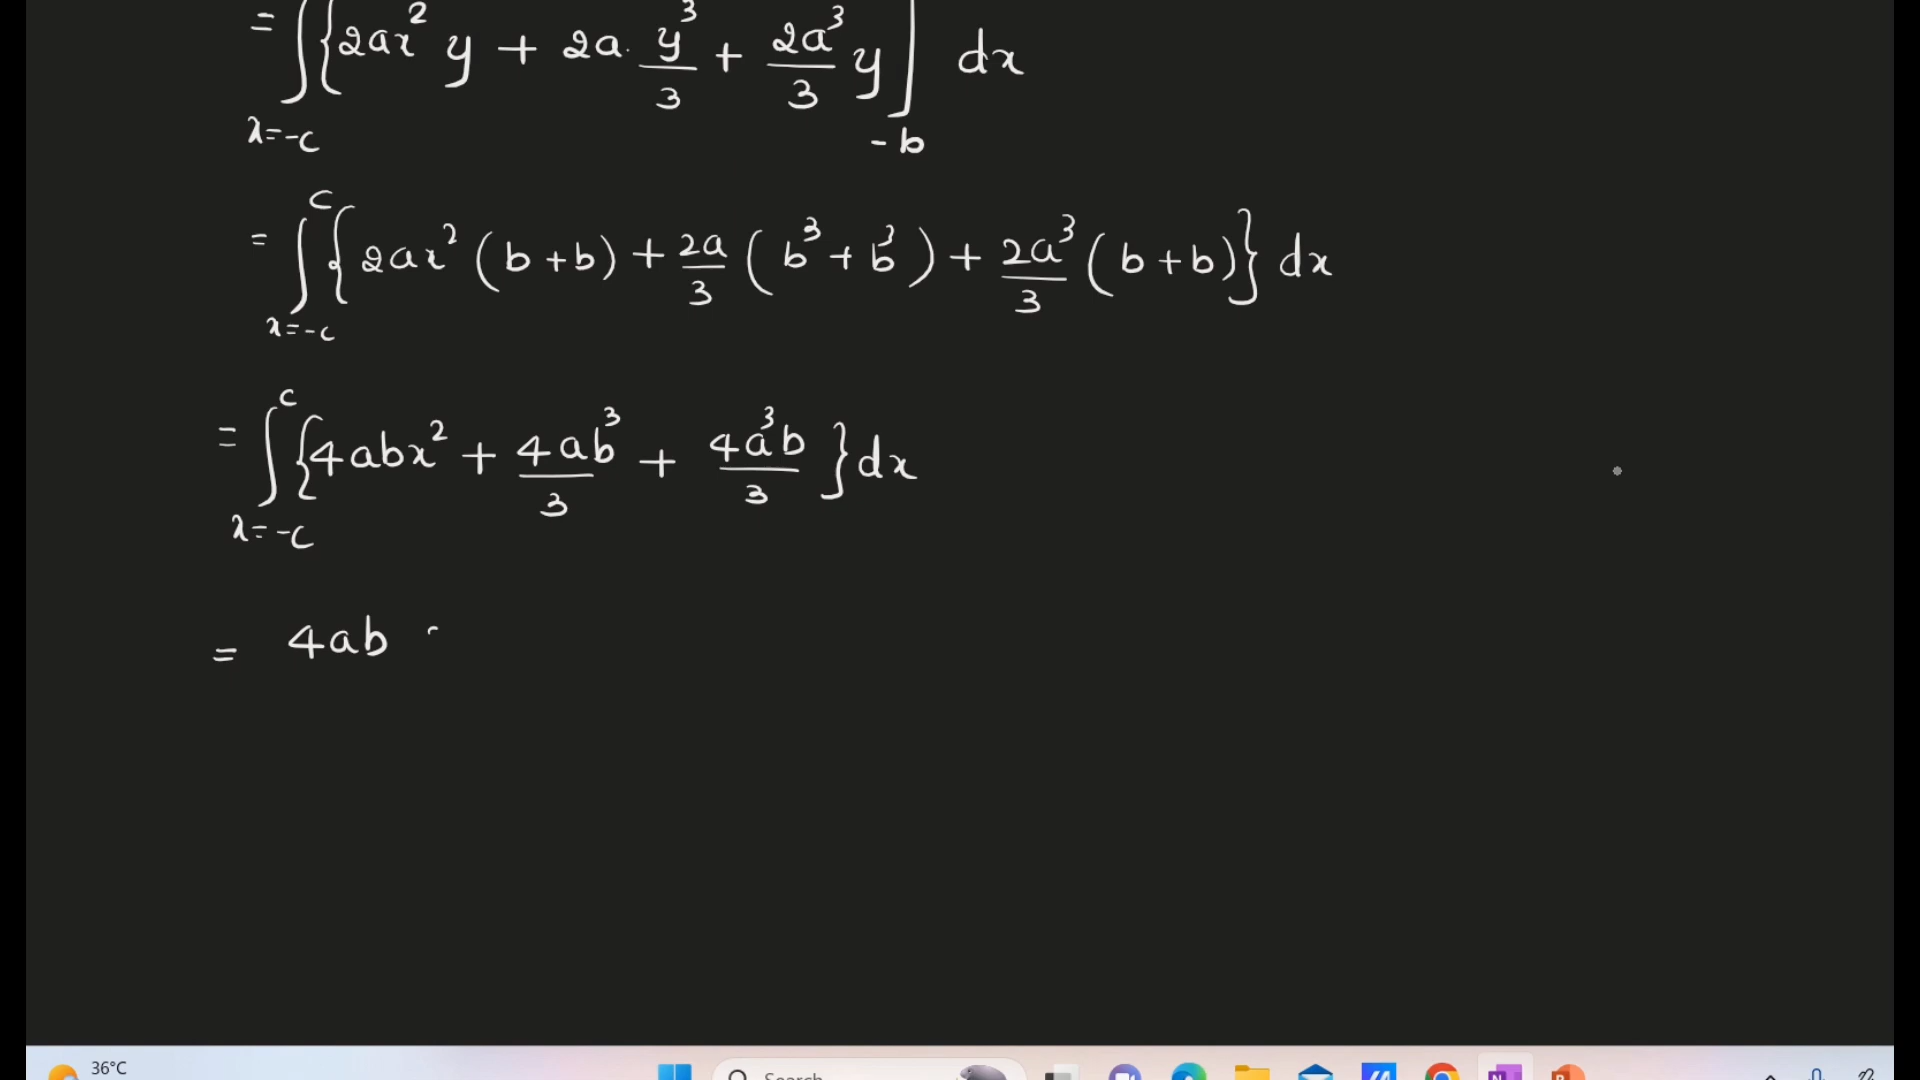 = ∫ {2ax² y + 2a. y³/3 + 2a³/3 y] dx
x=-c -b
c
= ∫ { 2ax² (b+b) + 2a/3 (b³+b³) + 2a³/3 (b+b)} dx
x=-c
c
= ∫ {4abx² + 4ab³/3 + 4a³b/3 } dx
x=-c
= 4ab
36°C
Search